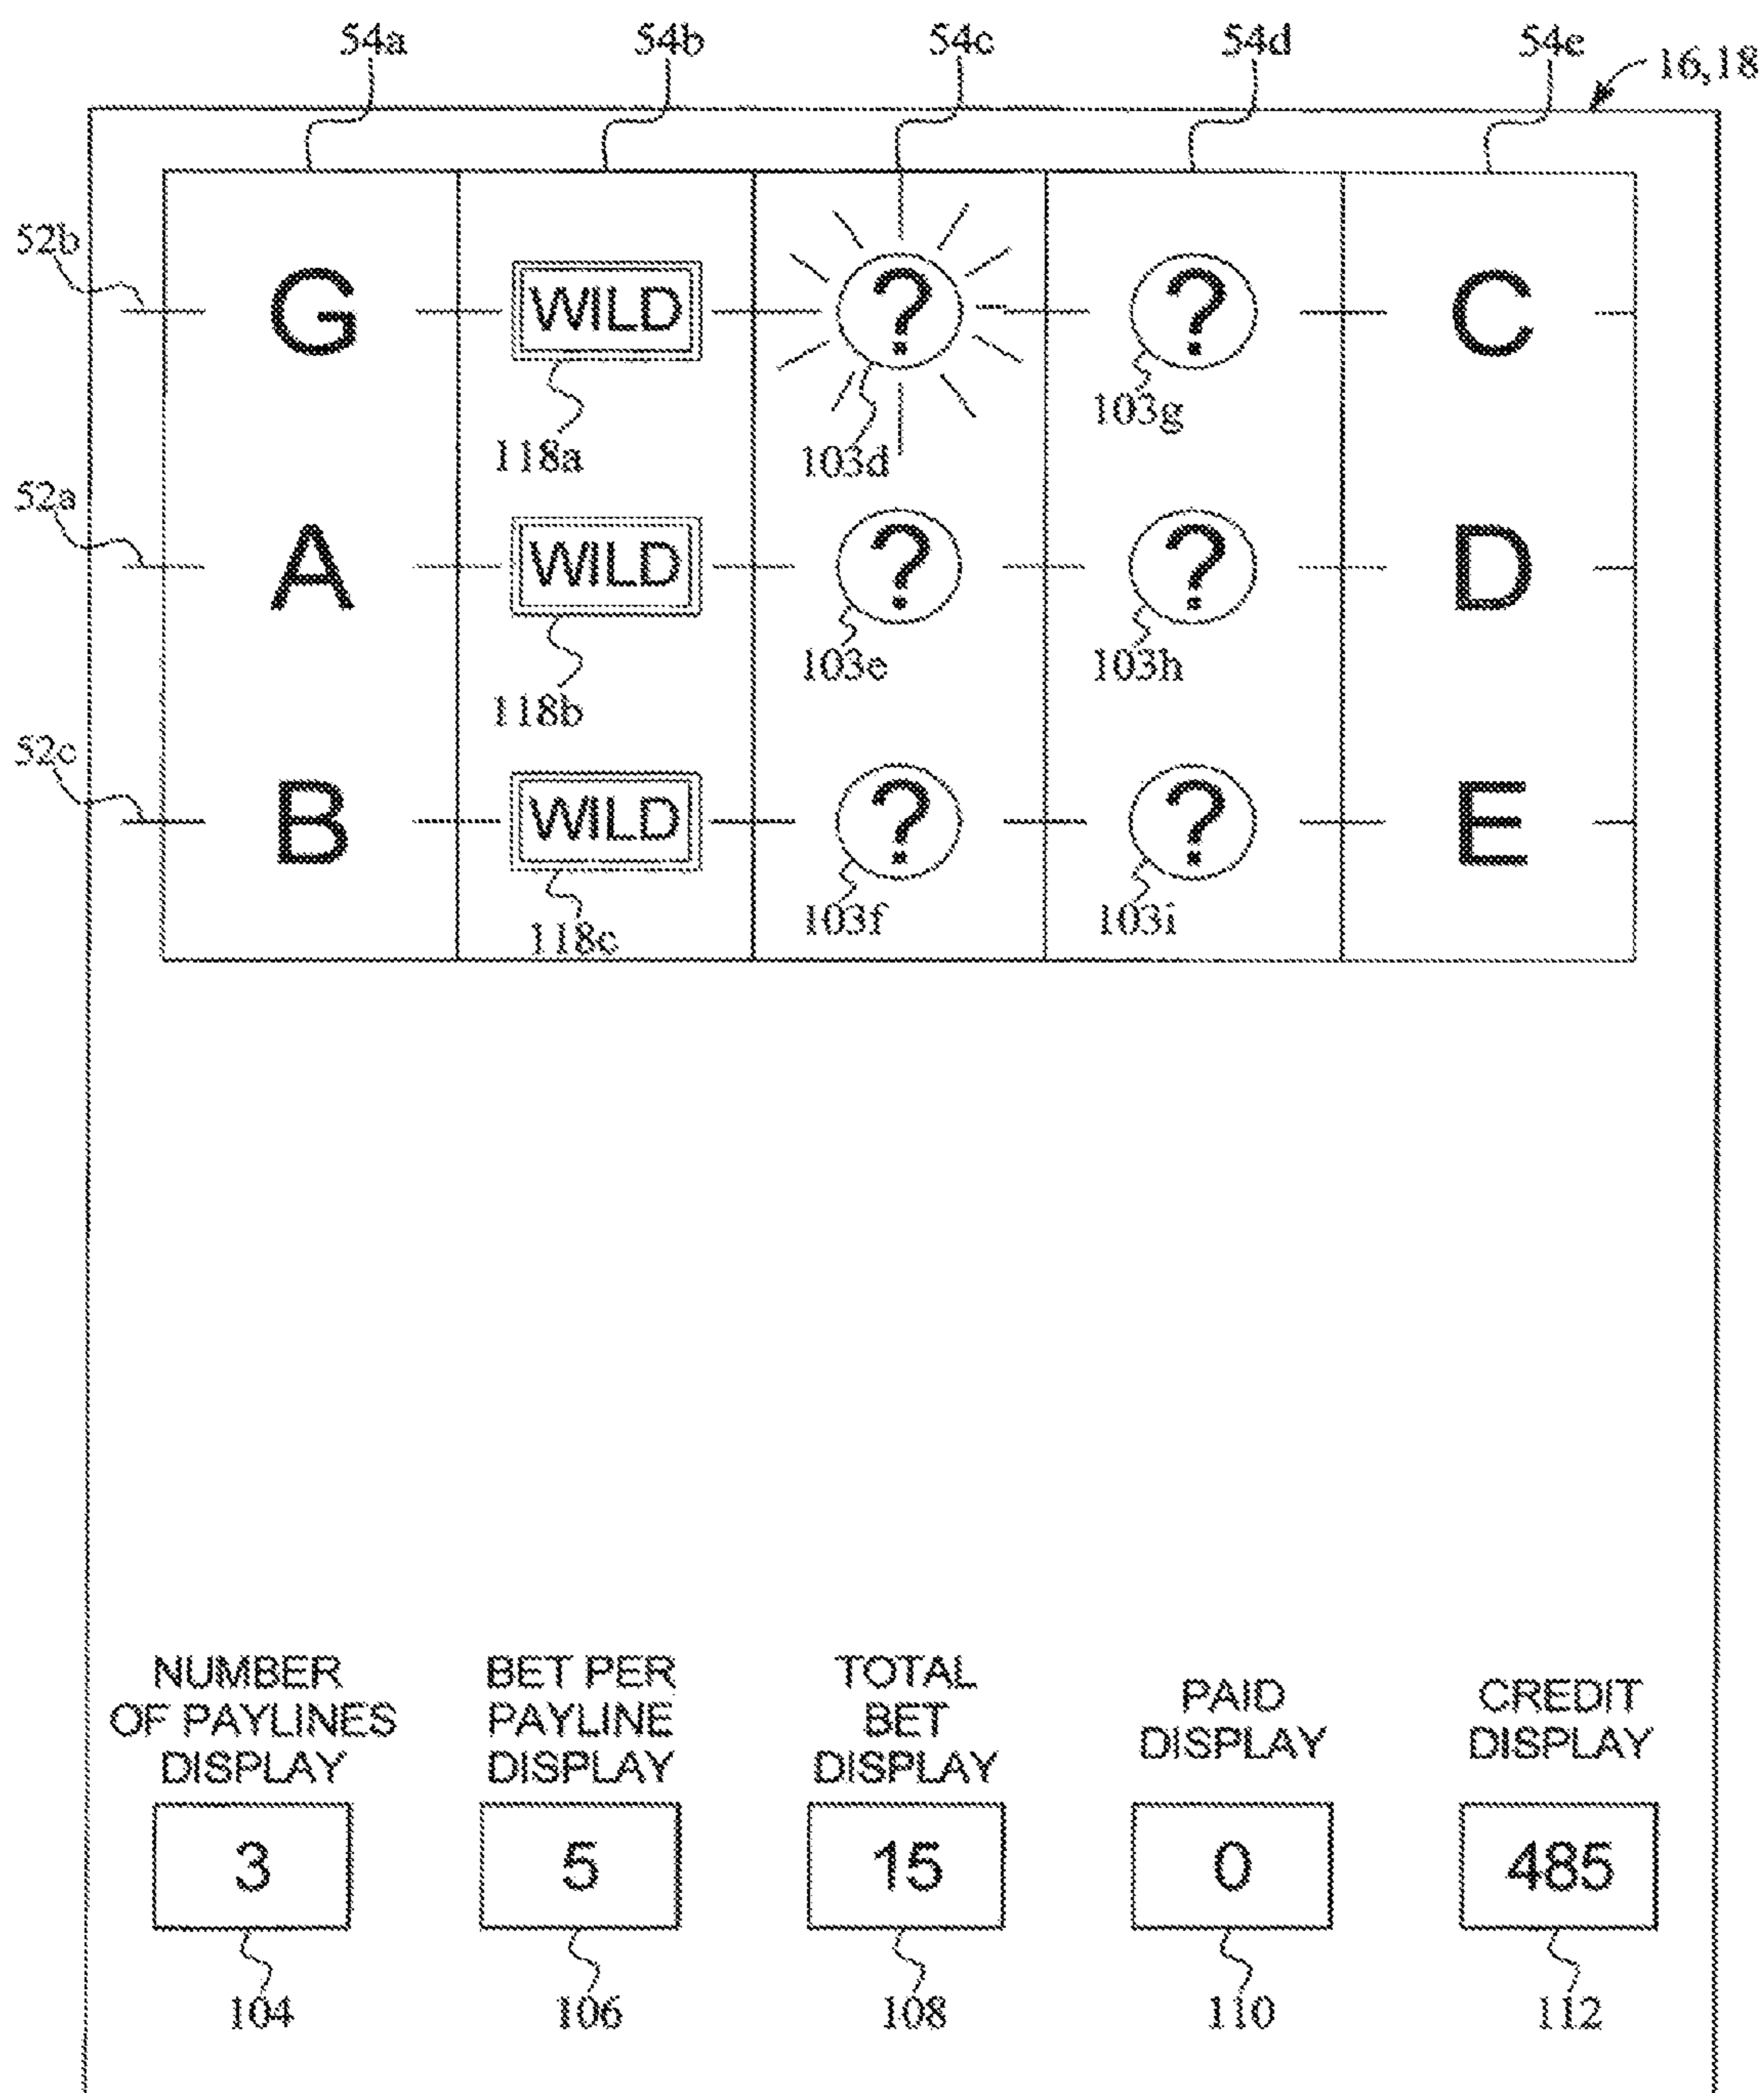 54a 54b 54c 54d 54e
16,18
52b
G WILD ? ? C
118a 103d 103g
52a
A WILD ? ? D
118b 103e 103h
52c
B WILD ? ? E
118c 103f 103i
NUMBER OF PAYLINES DISPLAY
BET PER PAYLINE DISPLAY
TOTAL BET DISPLAY
PAID DISPLAY
CREDIT DISPLAY
3 5 15 0 485
104 106 108 110 112